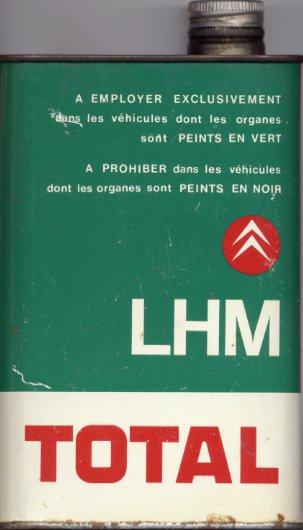 A EMPLOYER EXCLUSIVEMENT
dans les véhicules dont les organes
sont PEINTS EN VERT
A PROHIBER dans les véhicules
dont les organes sont PEINTS EN NOIR
LHM
TOTAL